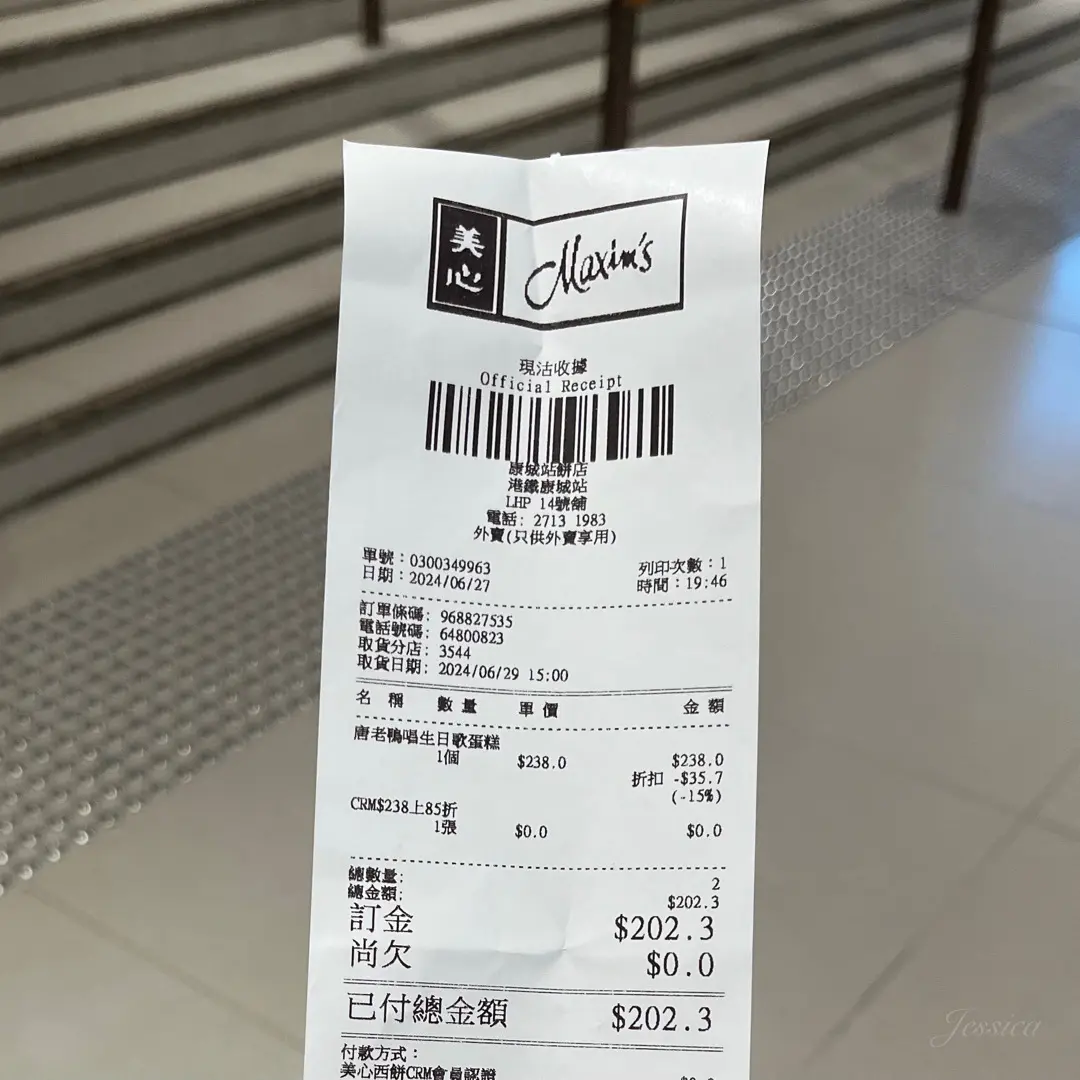 美心
Maxim's
現沽收據
Official Receipt
康城站餅店
港鐵康城站
LHP 14號舖
電話: 2713 1983
外賣(只供外賣享用)
單號：0300349963 列印次數：1
日期：2024/06/27 時間：19:46
訂單條碼: 968827535
電話號碼: 64800823
取貨分店: 3544
取貨日期: 2024/06/29 15:00
名 稱 數 量 單 價 金 額
唐老鴨唱生日歌蛋糕
1個 $238.0 $238.0
折扣 -$35.7
(-15%)
CRM$238上85折
1張 $0.0 $0.0
總數量: 2
總金額: $202.3
訂金 $202.3
尚欠 $0.0
已付總金額 $202.3
付款方式：
美心西餅CRM會員認證
Jessica